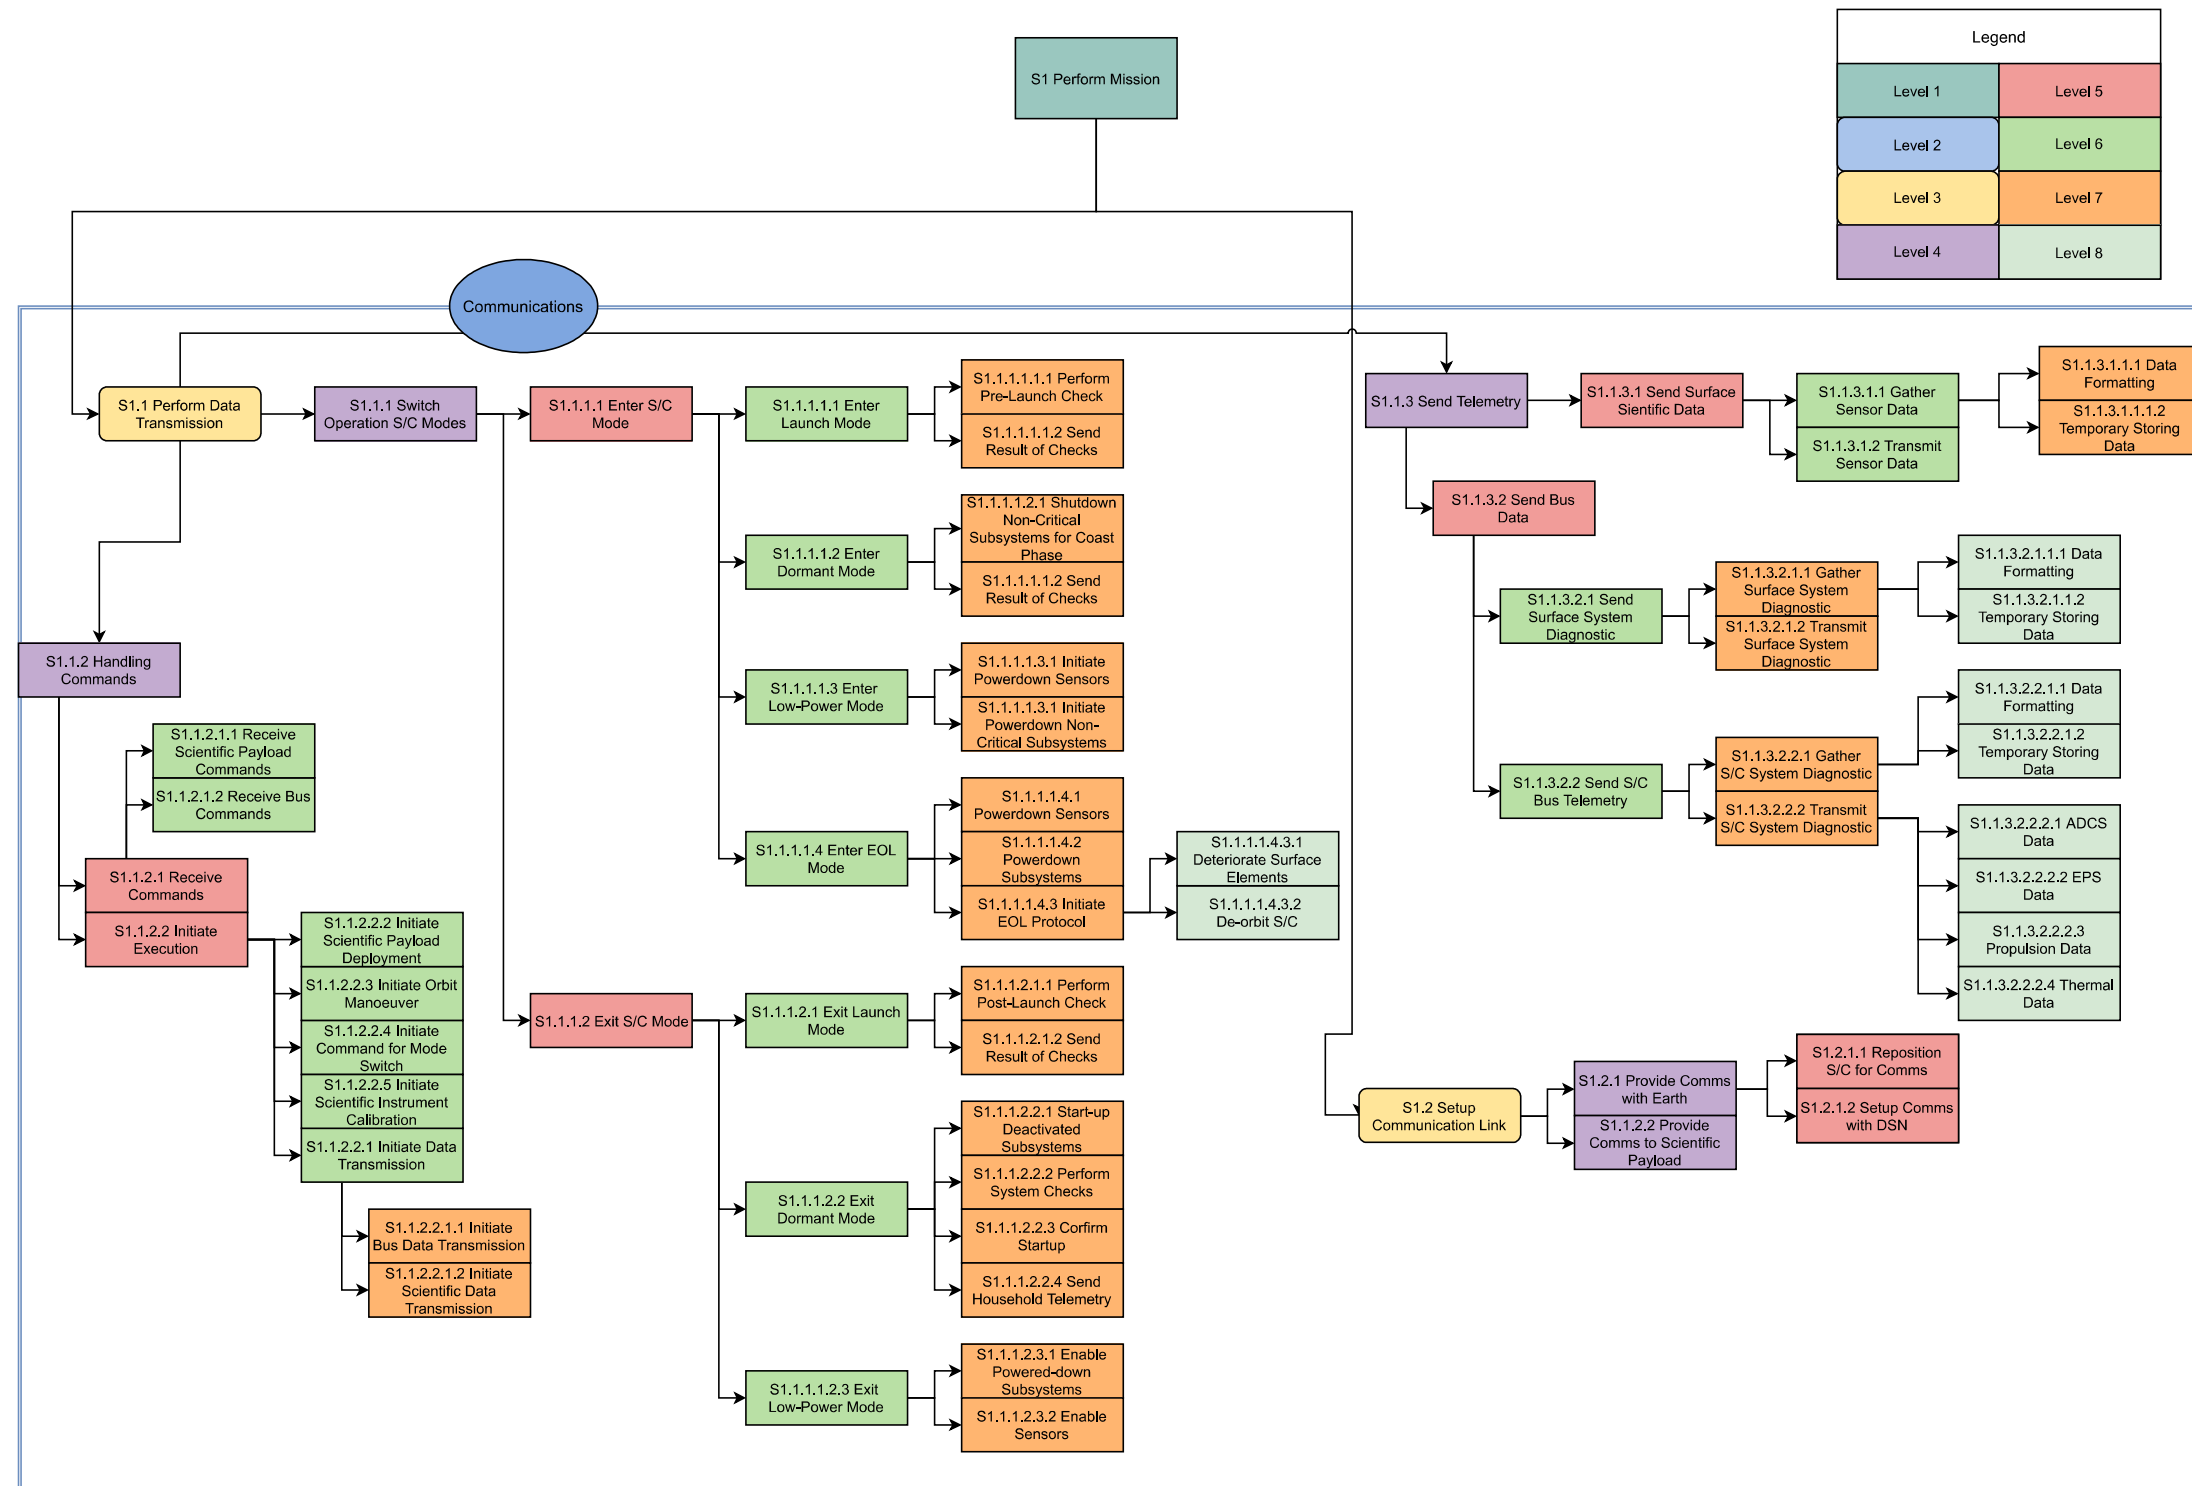 Legend
Level 1
Level 5
Level 2
Level 6
Level 3
Level 7
Level 4
Level 8
S1 Perform Mission
Communications
S1.1 Perform Data
Transmission
S1.1.1 Switch
Operation S/C Modes
S1.1.1.1 Enter S/C
Mode
S1.1.1.1.1 Enter
Launch Mode
S1.1.1.1.1.1 Perform
Pre-Launch Check
S1.1.1.1.1.2 Send
Result of Checks
S1.1.1.1.2 Enter
Dormant Mode
S1.1.1.1.2.1 Shutdown
Non-Critical
Subsystems for Coast
Phase
S1.1.1.1.1.2 Send
Result of Checks
S1.1.1.1.3 Enter
Low-Power Mode
S1.1.1.1.3.1 Initiate
Powerdown Sensors
S1.1.1.1.3.1 Initiate
Powerdown Non-
Critical Subsystems
S1.1.1.1.4 Enter EOL
Mode
S1.1.1.1.4.1
Powerdown Sensors
S1.1.1.1.4.2
Powerdown
Subsystems
S1.1.1.1.4.3 Initiate
EOL Protocol
S1.1.1.1.4.3.1
Deteriorate Surface
Elements
S1.1.1.1.4.3.2
De-orbit S/C
S1.1.1.2 Exit S/C Mode
S1.1.1.2.1 Exit Launch
Mode
S1.1.1.2.1.1 Perform
Post-Launch Check
S1.1.1.2.1.2 Send
Result of Checks
S1.1.1.2.2 Exit
Dormant Mode
S1.1.1.2.2.1 Start-up
Deactivated
Subsystems
S1.1.1.2.2.2 Perform
System Checks
S1.1.1.2.2.3 Corfirm
Startup
S1.1.1.2.2.4 Send
Household Telemetry
S1.1.1.1.2.3 Exit
Low-Power Mode
S1.1.1.2.3.1 Enable
Powered-down
Subsystems
S1.1.1.2.3.2 Enable
Sensors
S1.1.2 Handling
Commands
S1.1.2.1.1 Receive
Scientific Payload
Commands
S1.1.2.1.2 Receive Bus
Commands
S1.1.2.1 Receive
Commands
S1.1.2.2 Initiate
Execution
S1.1.2.2.2 Initiate
Scientific Payload
Deployment
S1.1.2.2.3 Initiate Orbit
Manoeuver
S1.1.2.2.4 Initiate
Command for Mode
Switch
S1.1.2.2.5 Initiate
Scientific Instrument
Calibration
S1.1.2.2.1 Initiate Data
Transmission
S1.1.2.2.1.1 Initiate
Bus Data Transmission
S1.1.2.2.1.2 Initiate
Scientific Data
Transmission
S1.1.3 Send Telemetry
S1.1.3.1 Send Surface
Sientific Data
S1.1.3.1.1 Gather
Sensor Data
S1.1.3.1.2 Transmit
Sensor Data
S1.1.3.1.1.1 Data
Formatting
S1.1.3.1.1.1.2
Temporary Storing
Data
S1.1.3.2 Send Bus
Data
S1.1.3.2.1 Send
Surface System
Diagnostic
S1.1.3.2.1.1 Gather
Surface System
Diagnostic
S1.1.3.2.1.2 Transmit
Surface System
Diagnostic
S1.1.3.2.1.1.1 Data
Formatting
S1.1.3.2.1.1.2
Temporary Storing
Data
S1.1.3.2.2 Send S/C
Bus Telemetry
S1.1.3.2.2.1 Gather
S/C System Diagnostic
S1.1.3.2.2.2 Transmit
S/C System Diagnostic
S1.1.3.2.2.1.1 Data
Formatting
S1.1.3.2.2.1.2
Temporary Storing
Data
S1.1.3.2.2.2.1 ADCS
Data
S1.1.3.2.2.2.2 EPS
Data
S1.1.3.2.2.2.3
Propulsion Data
S1.1.3.2.2.2.4 Thermal
Data
S1.2 Setup
Communication Link
S1.2.1 Provide Comms
with Earth
S1.1.2.2 Provide
Comms to Scientific
Payload
S1.2.1.1 Reposition
S/C for Comms
S1.2.1.2 Setup Comms
with DSN